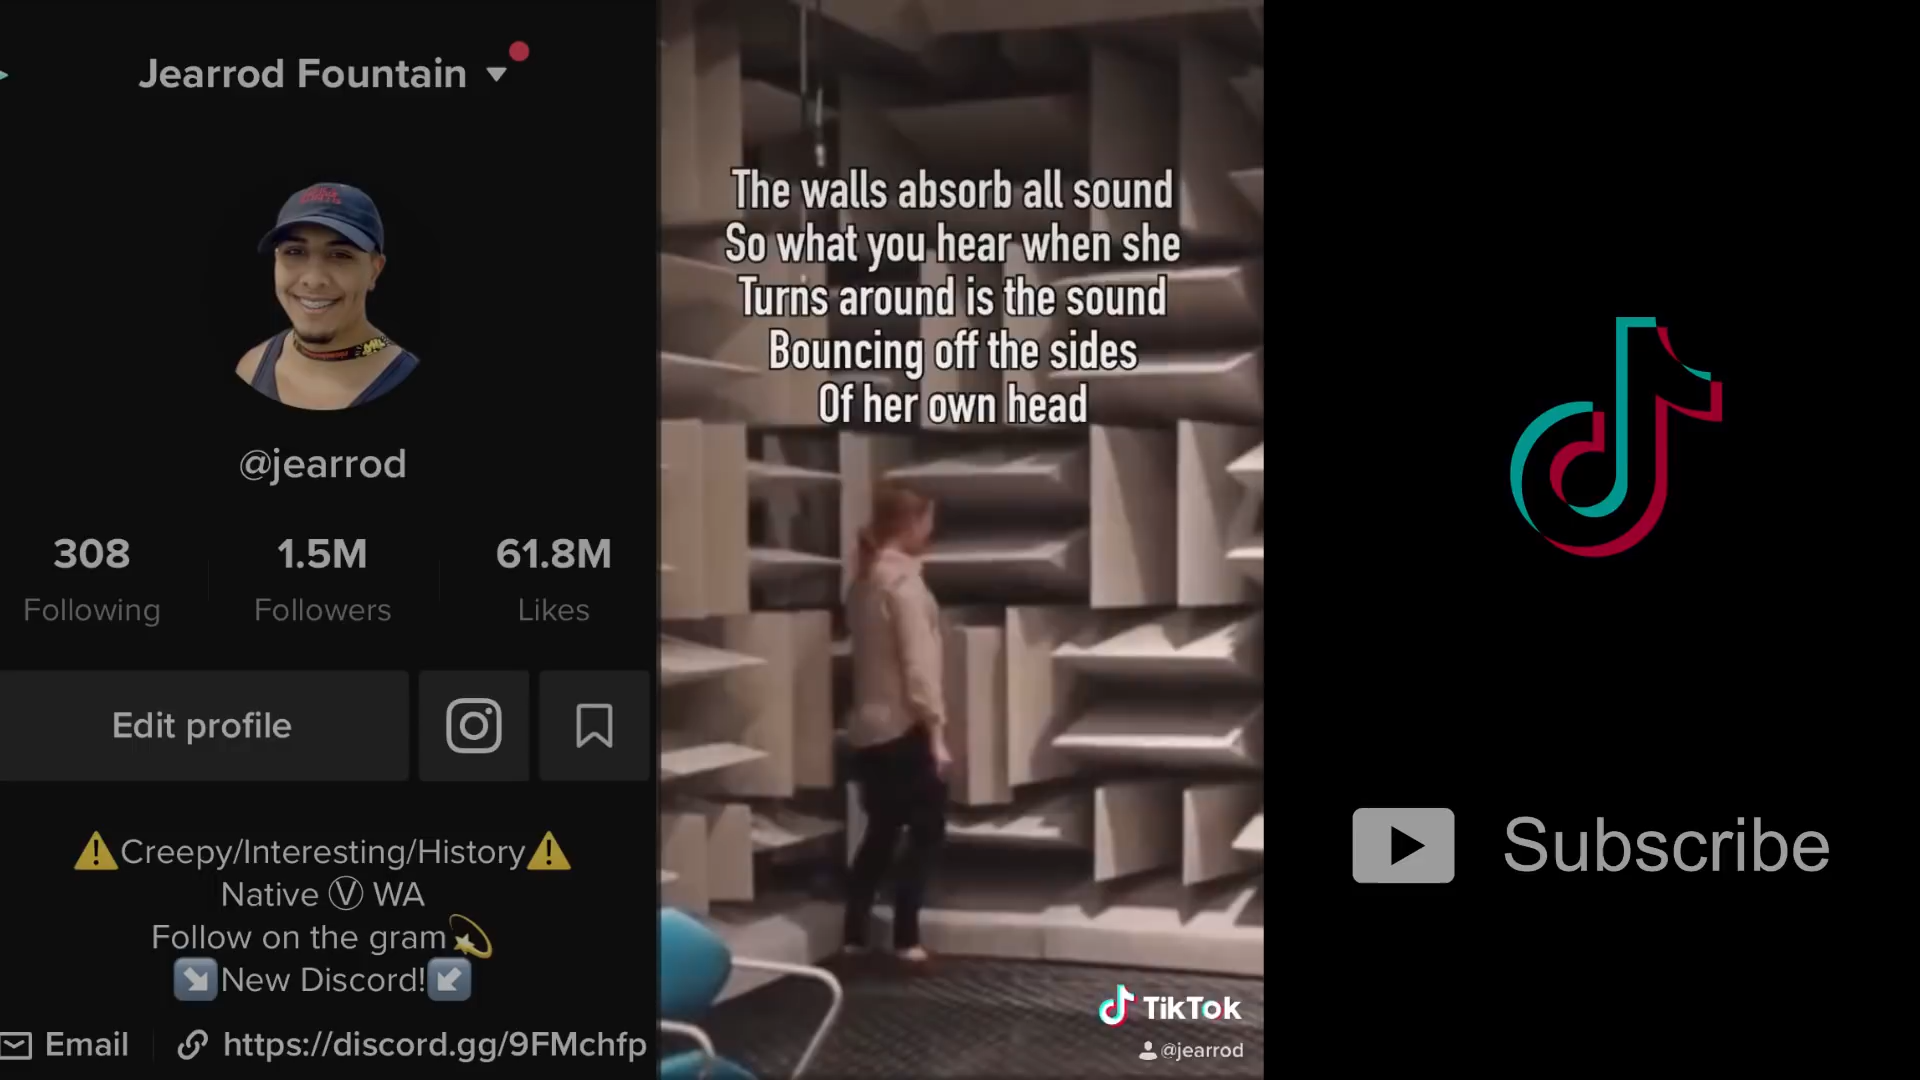 Jearrod Fountain
@jearrod
308
Following
1.5M
Followers
61.8M
Likes
Edit profile
⚠️Creepy/Interesting/History⚠️
Native Ⓥ WA
Follow on the gram💫
↘️New Discord!↙️
Email
https://discord.gg/9FMchfp
The walls absorb all sound
So what you hear when she
Turns around is the sound
Bouncing off the sides
Of her own head
TikTok
@jearrod
Subscribe